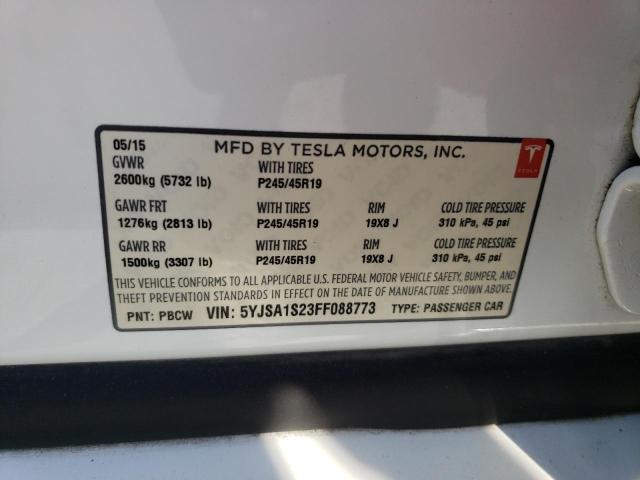 05/15 MFD BY TESLA MOTORS, INC.
GVWR WITH TIRES TESLA
2600kg (5732 lb) P245/45R19
GAWR FRT WITH TIRES RIM COLD TIRE PRESSURE
1276kg (2813 lb) P245/45R19 19X8 J 310 kPa, 45 psi
GAWR RR WITH TIRES RIM COLD TIRE PRESSURE
1500kg (3307 lb) P245/45R19 19X8 J 310 kPa, 45 psi
THIS VEHICLE CONFORMS TO ALL APPLICABLE U.S. FEDERAL MOTOR VEHICLE SAFETY, BUMPER, AND
THEFT PREVENTION STANDARDS IN EFFECT ON THE DATE OF MANUFACTURE SHOWN ABOVE.
PNT: PBCW VIN: 5YJSA1S23FF088773 TYPE: PASSENGER CAR